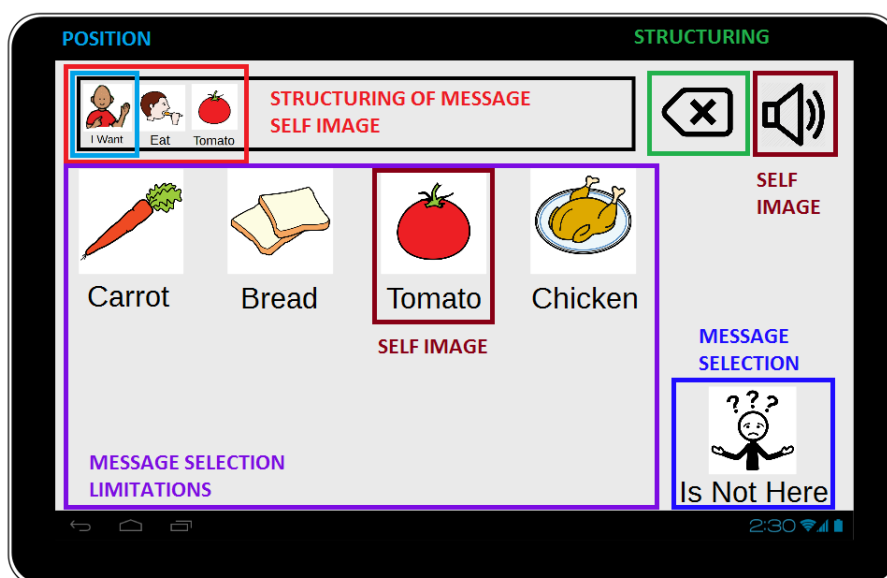 POSITION
STRUCTURING
I Want
Eat
Tomato
STRUCTURING OF MESSAGE
SELF IMAGE
SELF
IMAGE
Carrot
Bread
Tomato
Chicken
SELF IMAGE
MESSAGE
SELECTION
? ? ?
MESSAGE SELECTION
LIMITATIONS
Is Not Here
2:30